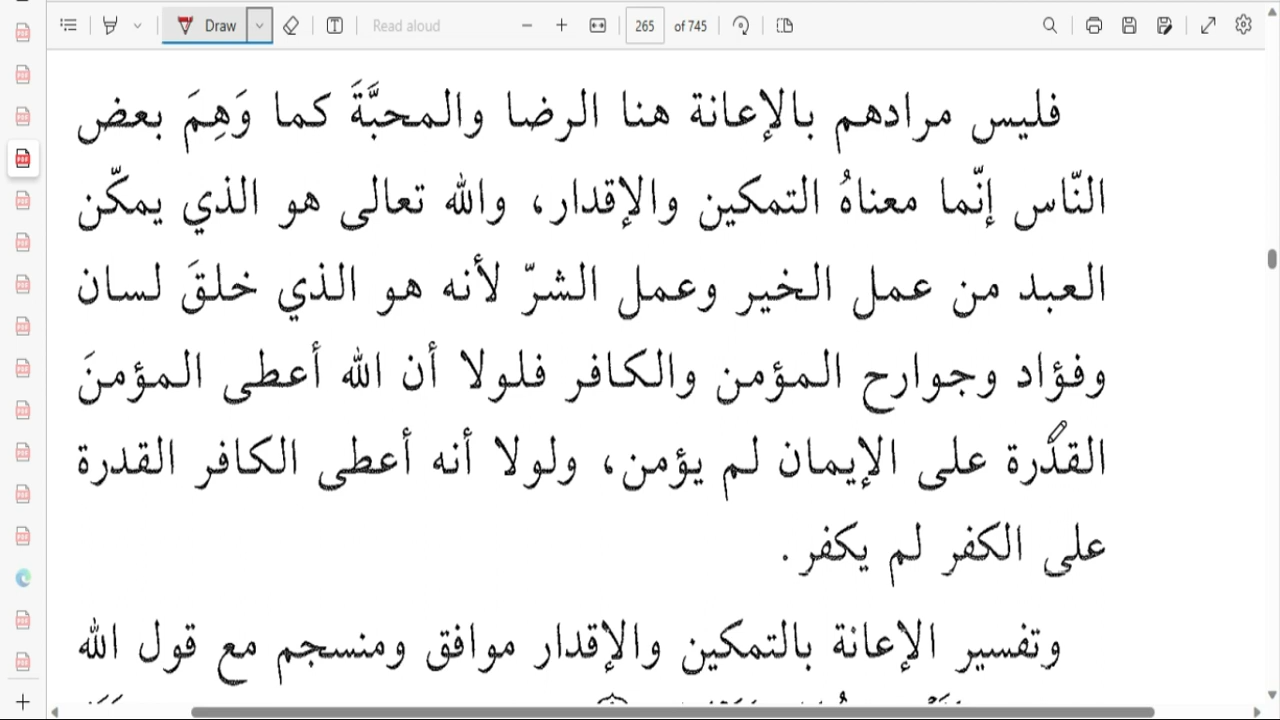 Draw
Read aloud
265 of 745
فليس مرادهم بالإعانة هنا الرضا والمحبَّةَ كما وَهِمَ بعض
النّاس إنّما معناهُ التمكين والإقدار، والله تعالى هو الذي يمكّن
العبد من عمل الخير وعمل الشرّ لأنه هو الذي خلقَ لسان
وفؤاد وجوارح المؤمن والكافر فلولا أن الله أعطى المؤمنَ
القدرة على الإيمان لم يؤمن، ولولا أنه أعطى الكافر القدرة
على الكفر لم يكفر.
وتفسير الإعانة بالتمكين والإقدار موافق ومنسجم مع قول الله